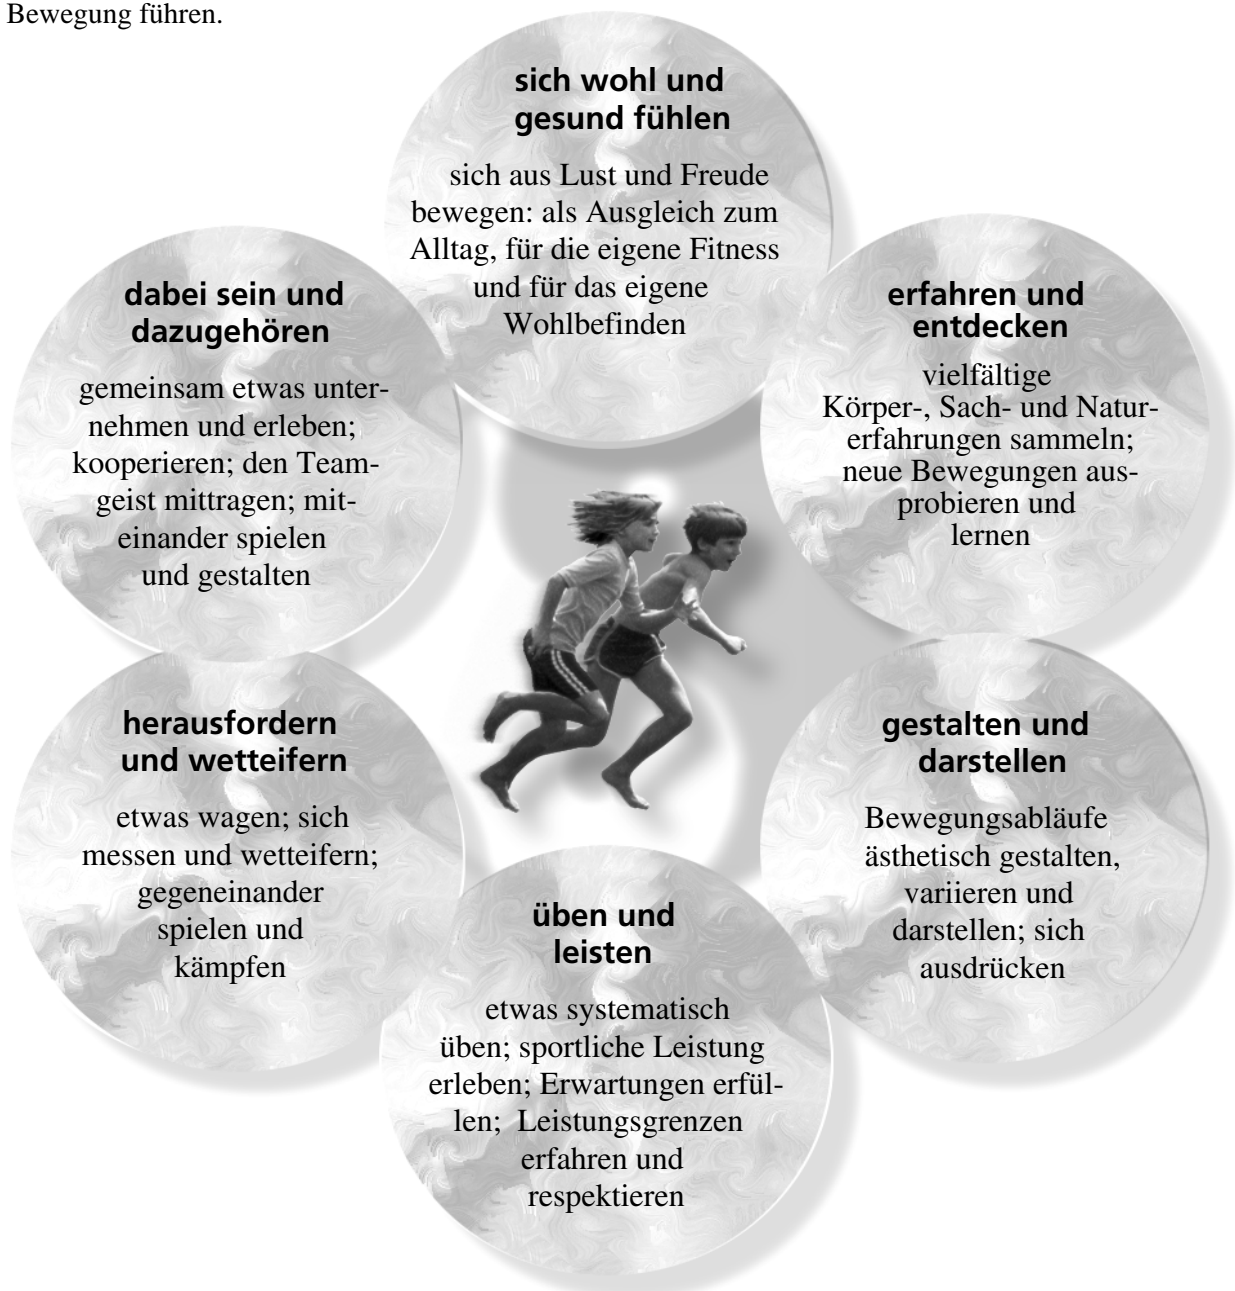 Bewegung führen.
sich wohl und
gesund fühlen
sich aus Lust und Freude
bewegen: als Ausgleich zum
Alltag, für die eigene Fitness
und für das eigene
Wohlbefinden
erfahren und
entdecken
vielfältige
Körper-, Sach- und Natur-
erfahrungen sammeln;
neue Bewegungen aus-
probieren und
lernen
gestalten und
darstellen
Bewegungsabläufe
ästhetisch gestalten,
variieren und
darstellen; sich
ausdrücken
üben und
leisten
etwas systematisch
üben; sportliche Leistung
erleben; Erwartungen erfül-
len;  Leistungsgrenzen
erfahren und
respektieren
herausfordern
und wetteifern
etwas wagen; sich
messen und wetteifern;
gegeneinander
spielen und
kämpfen
dabei sein und
dazugehören
gemeinsam etwas unter-
nehmen und erleben;
kooperieren; den Team-
geist mittragen; mit-
einander spielen
und gestalten